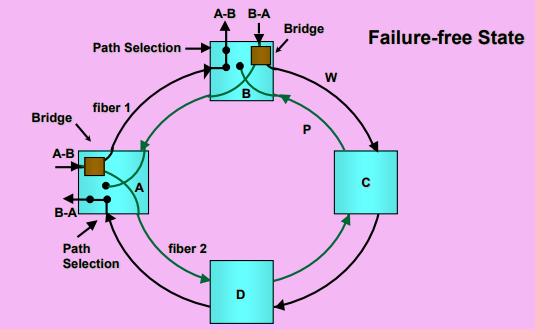 A-B B-A
Bridge
Failure-free State
Path Selection
W
B
fiber 1
Bridge
P
A-B
A
C
B-A
Path
Selection
fiber 2
D